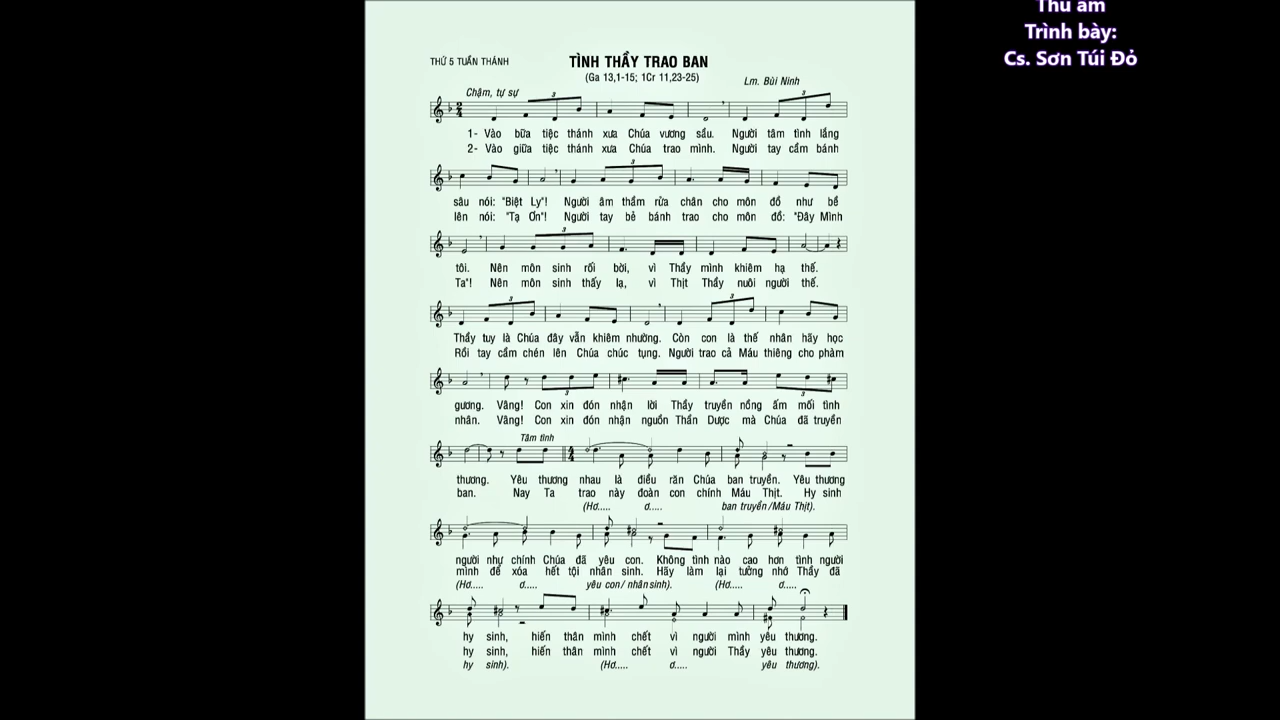 Thu âm
Trình bày:
Cs. Sơn Túi Đỏ
THỨ 5 TUẦN THÁNH
TÌNH THẦY TRAO BAN
(Ga 13,1-15; 1Cr 11,23-25)
Lm. Bùi Ninh
Chậm, tự sự
1- Vào bữa tiệc thánh xưa Chúa vương sầu. Người tâm tình lắng
2- Vào giữa tiệc thánh xưa Chúa trao mình. Người tay cầm bánh
sâu nói: "Biệt Ly"! Người âm thầm rửa chân cho môn đồ như bề
lên nói: "Tạ Ơn"! Người tay bẻ bánh trao cho môn đồ: "Đây Mình
tôi. Nên môn sinh rối bời, vì Thầy mình khiêm hạ thế.
Ta"! Nên môn sinh thấy lạ, vì Thịt Thầy nuôi người thế.
Thầy tuy là Chúa đây vẫn khiêm nhường. Còn con là thế nhân hãy học
Rồi tay cầm chén lên Chúa chúc tụng. Người trao cả Máu thiêng cho phàm
gương. Vâng! Con xin đón nhận lời Thầy truyền nồng ấm mối tình
nhân. Vâng! Con xin đón nhận nguồn Thần Dược mà Chúa đã truyền
Tâm tình
thương. Yêu thương nhau là điều răn Chúa ban truyền. Yêu thương
ban. Nay Ta trao này đoàn con chính Máu Thịt. Hy sinh
(Hơ..... ơ..... ban truyền/Máu Thịt).
người như chính Chúa đã yêu con. Không tình nào cao hơn tình người
mình để xóa hết tội nhân sinh. Hãy làm lại tưởng nhớ Thầy đã
(Hơ..... ơ..... yêu con/ nhân sinh). (Hơ..... ơ.....
hy sinh, hiến thân mình chết vì người mình yêu thương.
hy sinh, hiến thân mình chết vì người Thầy yêu thương.
hy sinh). (Hơ..... ơ..... yêu thương).